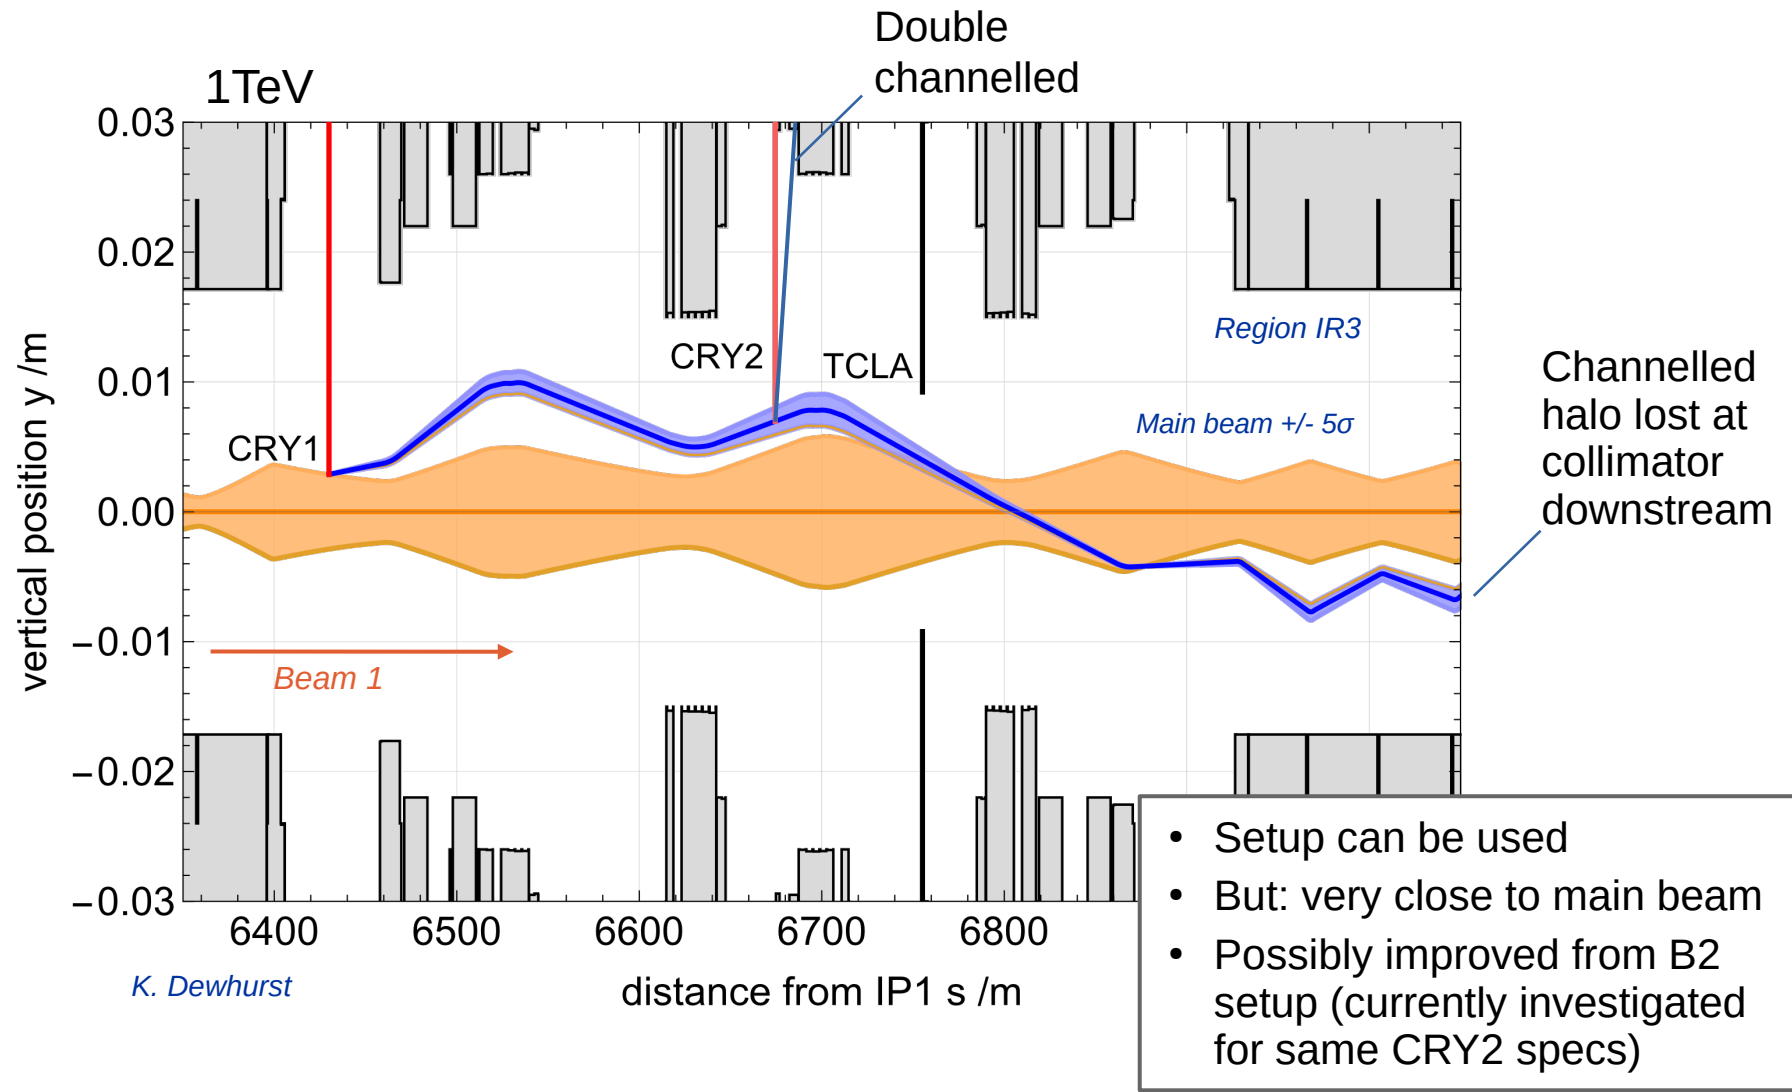 Double
channelled
1TeV
0.03
0.02
0.01
0.00
−0.01
−0.02
−0.03
vertical position y /m
CRY1
CRY2
TCLA
Region IR3
Main beam +/- 5σ
Beam 1
Channelled
halo lost at
collimator
downstream
6400 6500 6600 6700 6800
distance from IP1 s /m
K. Dewhurst
• Setup can be used
• But: very close to main beam
• Possibly improved from B2
setup (currently investigated
for same CRY2 specs)